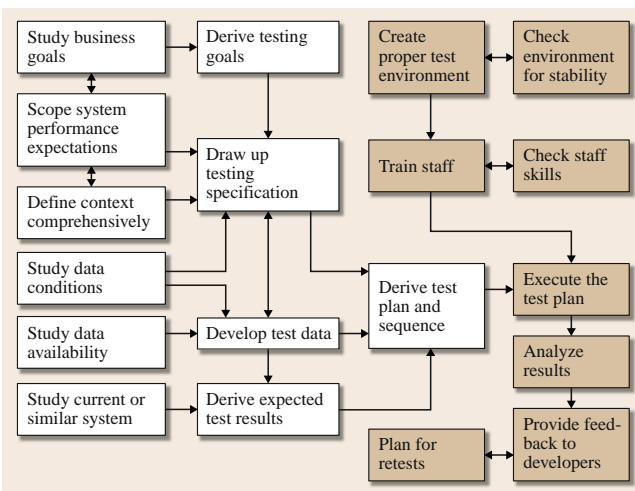 Study business
goals
Derive testing
goals
Create
proper test
environment
Check
environment
for stability
Scope system
performance
expectations
Draw up
testing
specification
Train staff
Check staff
skills
Define context
comprehensively
Study data
conditions
Derive test
plan and
sequence
Execute the
test plan
Study data
availability
Develop test data
Analyze
results
Study current or
similar system
Derive expected
test results
Plan for
retests
Provide feed-
back to
developers